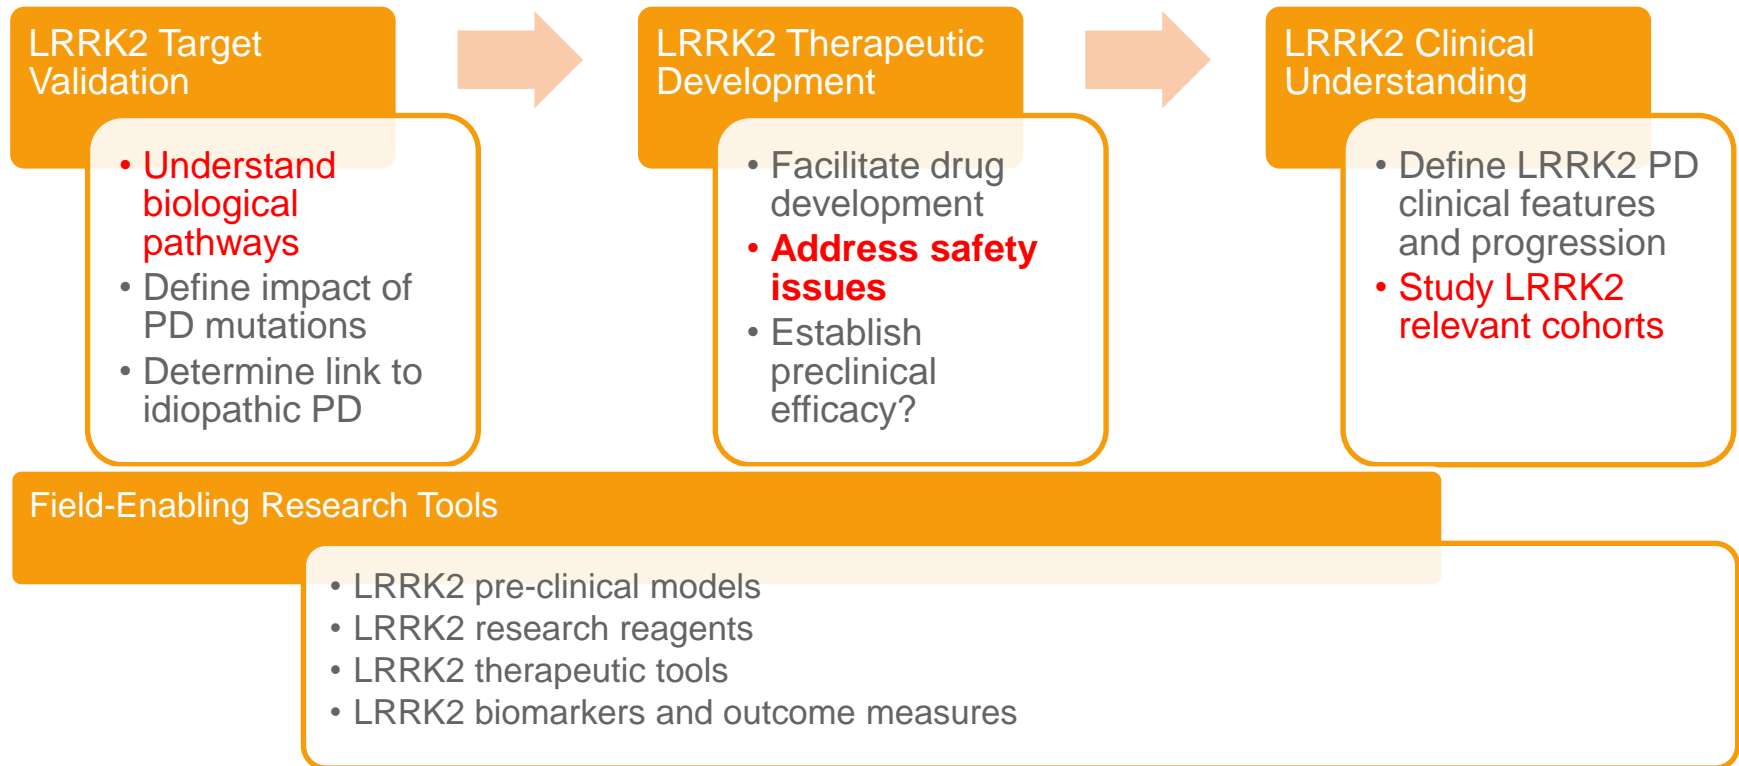 LRRK2 Target
Validation
• Understand
biological
pathways
• Define impact of
PD mutations
• Determine link to
idiopathic PD
LRRK2 Therapeutic
Development
• Facilitate drug
development
• Address safety
issues
• Establish
preclinical
efficacy?
LRRK2 Clinical
Understanding
• Define LRRK2 PD
clinical features
and progression
• Study LRRK2
relevant cohorts
Field-Enabling Research Tools
• LRRK2 pre-clinical models
• LRRK2 research reagents
• LRRK2 therapeutic tools
• LRRK2 biomarkers and outcome measures